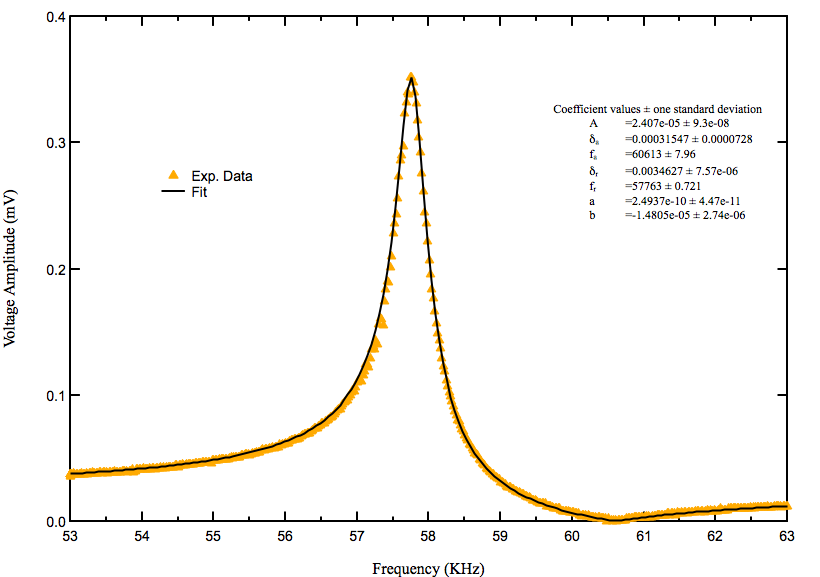 0.4
Coefficient values ± one standard deviation
A =2.407e-05 ± 9.3e-08
δa =0.00031547 ± 0.0000728
fa =60613 ± 7.96
δr =0.0034627 ± 7.57e-06
fr =57763 ± 0.721
a =2.4937e-10 ± 4.47e-11
b =-1.4805e-05 ± 2.74e-06
0.3
Exp. Data
Fit
Voltage Amplitude (mV)
0.2
0.1
0.0
53 54 55 56 57 58 59 60 61 62 63
Frequency (KHz)